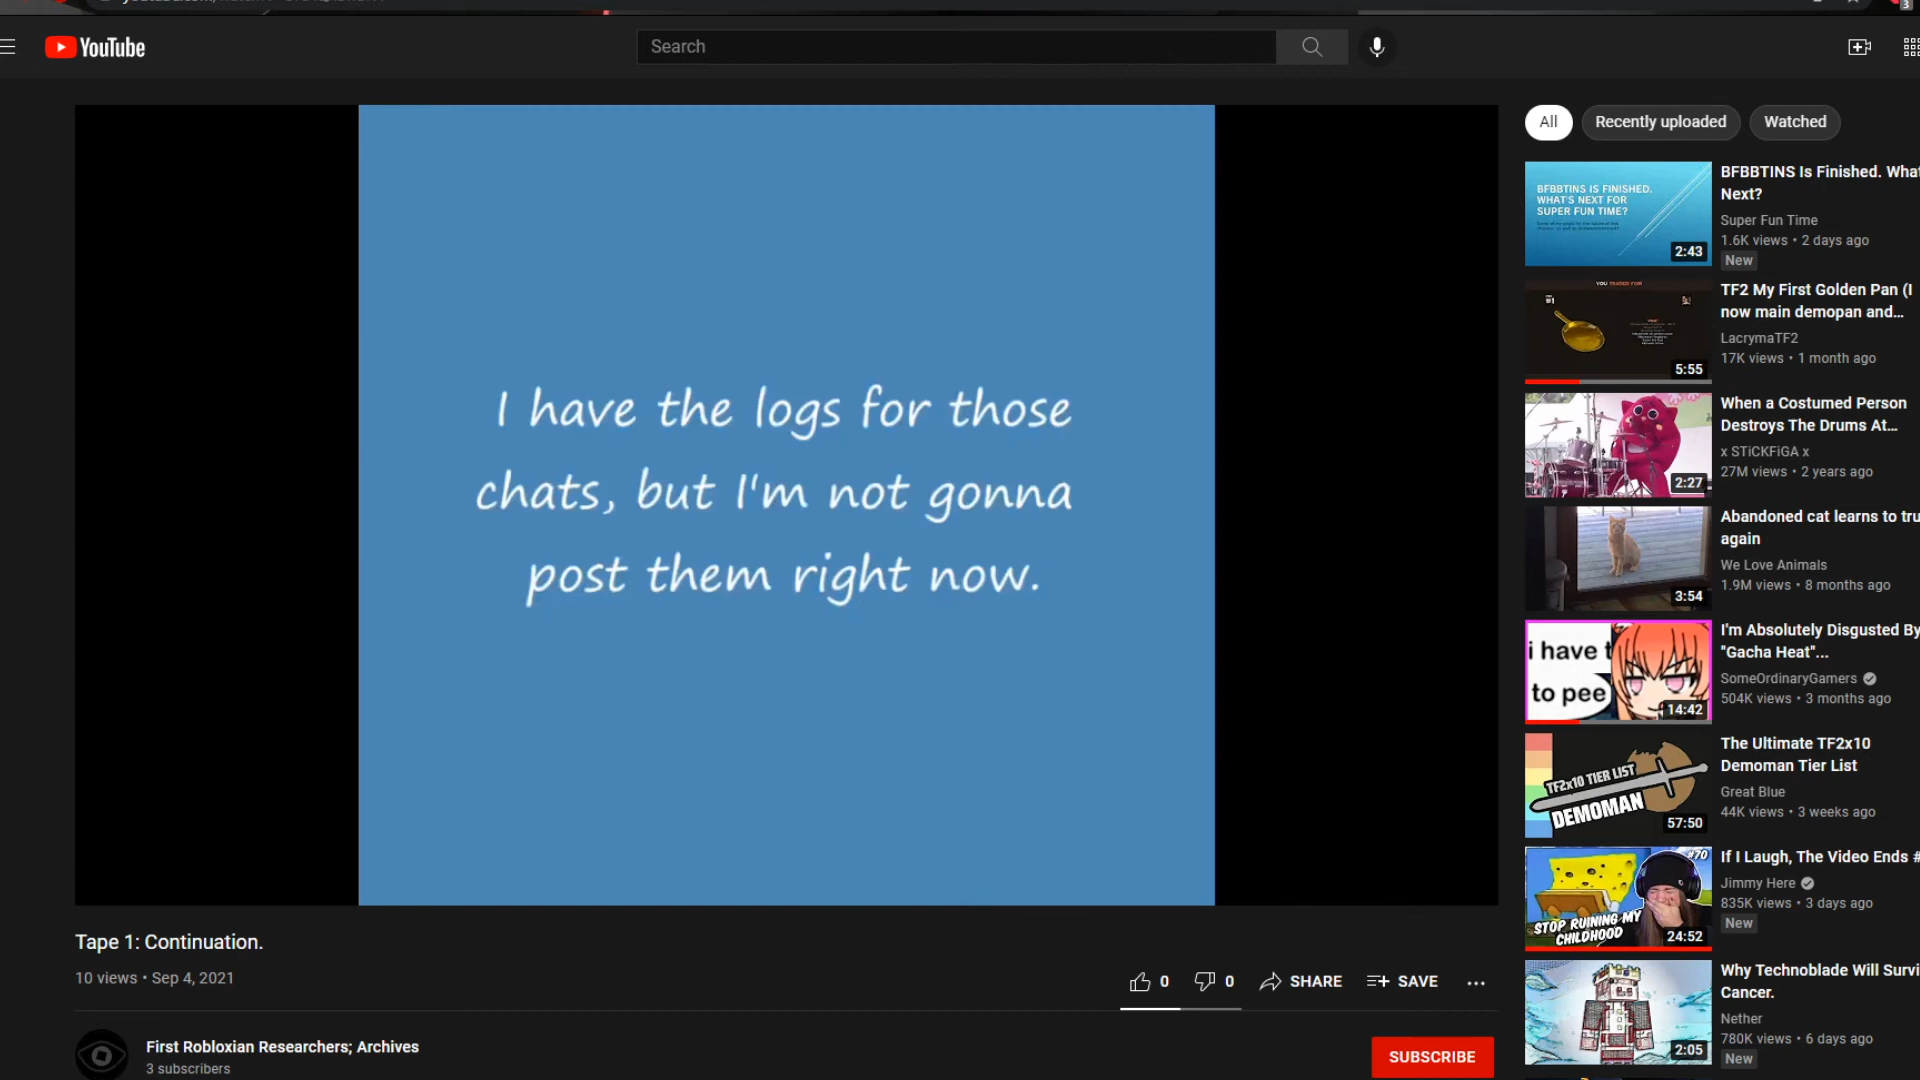 YouTube
Search
3
I have the logs for those
chats, but I'm not gonna
post them right now.
Tape 1: Continuation.
10 views • Sep 4, 2021
0
0
SHARE
SAVE
First Robloxian Researchers; Archives
3 subscribers
SUBSCRIBE
All
Recently uploaded
Watched
BFBBTINS IS FINISHED.
WHAT'S NEXT FOR
SUPER FUN TIME?
2:43
BFBBTINS Is Finished. What
Next?
Super Fun Time
1.6K views • 2 days ago
New
YOU TRADED FOR
5:55
TF2 My First Golden Pan (I
now main demopan and…
LacrymaTF2
17K views • 1 month ago
2:27
When a Costumed Person
Destroys The Drums At…
x STiCKFiGA x
27M views • 2 years ago
3:54
Abandoned cat learns to tru
again
We Love Animals
1.9M views • 8 months ago
i have t
to pee
14:42
I'm Absolutely Disgusted By
"Gacha Heat"...
SomeOrdinaryGamers
504K views • 3 months ago
TF2x10 TIER LIST
DEMOMAN
57:50
The Ultimate TF2x10
Demoman Tier List
Great Blue
44K views • 3 weeks ago
#70
STOP RUINING MY
CHILDHOOD
24:52
If I Laugh, The Video Ends #
Jimmy Here
835K views • 3 days ago
New
2:05
Why Technoblade Will Survi
Cancer.
Nether
780K views • 6 days ago
New